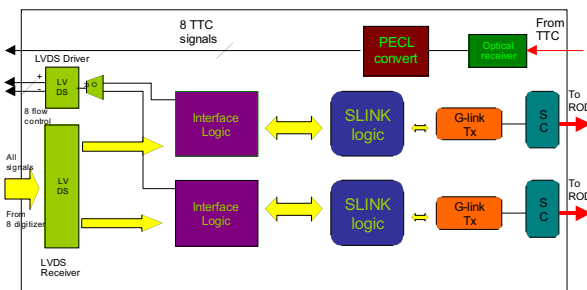 8 TTC
signals
From
TTC
PECL
convert
Optical
receiver
LVDS Driver
+
-
LV
DS
O
8 flow
control
Interface
Logic
SLINK
logic
G-link
Tx
S
C
To
ROD
All
signals
From
8 digitizer
LV
DS
LVDS
Receiver
Interface
Logic
SLINK
logic
G-link
Tx
S
C
To
ROD